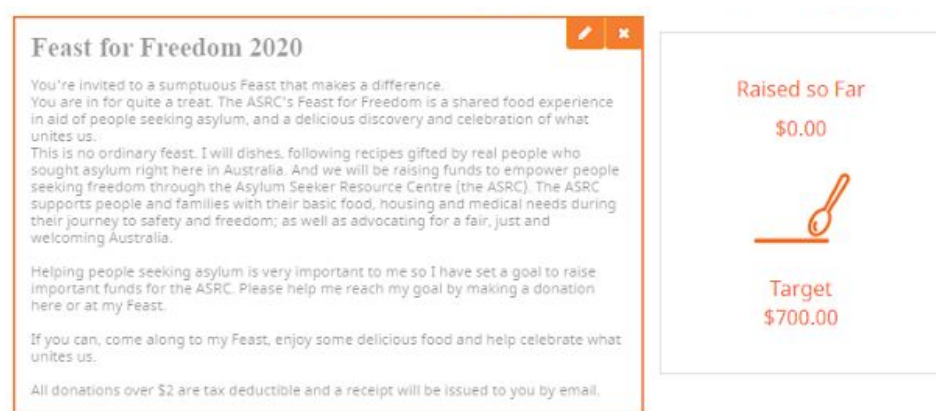 Feast for Freedom 2020
You're invited to a sumptuous Feast that makes a difference.
You are in for quite a treat. The ASRC's Feast for Freedom is a shared food experience
in aid of people seeking asylum, and a delicious discovery and celebration of what
unites us.
This is no ordinary feast. I will dishes, following recipes gifted by real people who
sought asylum right here in Australia. And we will be raising funds to empower people
seeking freedom through the Asylum Seeker Resource Centre (the ASRC). The ASRC
supports people and families with their basic food, housing and medical needs during
their journey to safety and freedom; as well as advocating for a fair, just and
welcoming Australia.
Helping people seeking asylum is very important to me so I have set a goal to raise
important funds for the ASRC. Please help me reach my goal by making a donation
here or at my Feast.
If you can, come along to my Feast, enjoy some delicious food and help celebrate what
unites us.
All donations over $2 are tax deductible and a receipt will be issued to you by email.
Raised so Far
$0.00
Target
$700.00